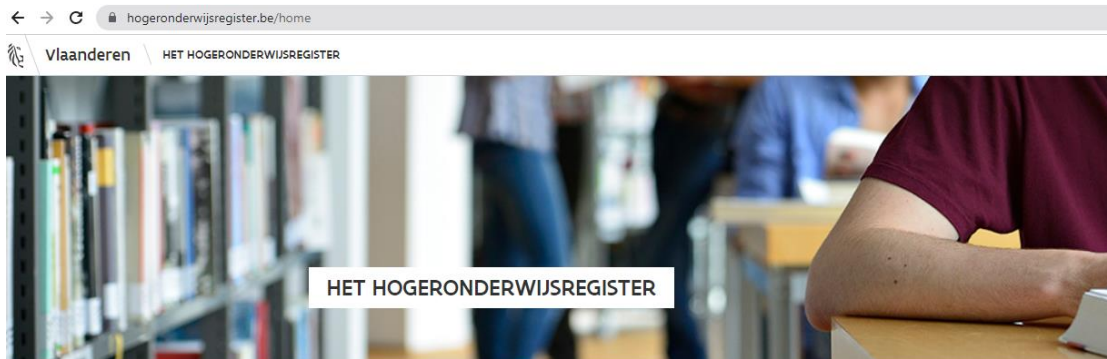 hogeronderwijsregister.be/home
Vlaanderen HET HOGERONDERWIJSREGISTER
HET HOGERONDERWIJSREGISTER